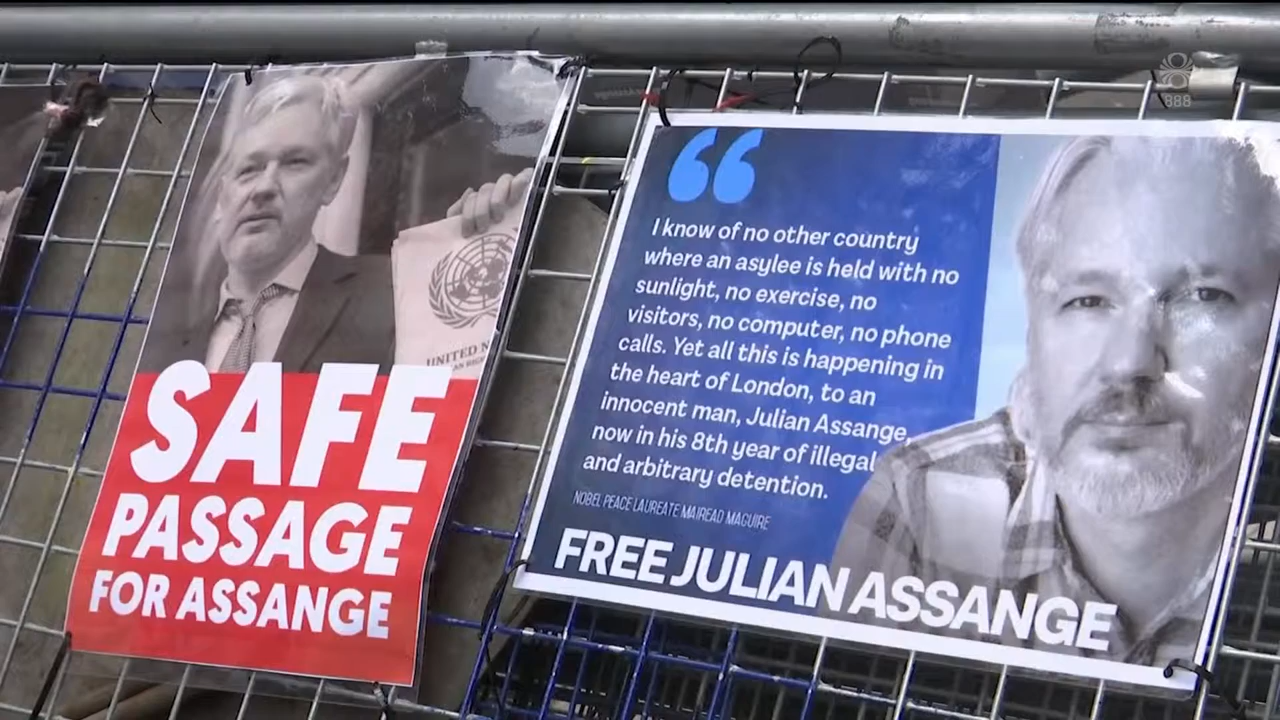 888
SAFE
PASSAGE
FOR ASSANGE
UNITED N
“
I know of no other country
where an asylee is held with no
sunlight, no exercise, no
visitors, no computer, no phone
calls. Yet all this is happening in
the heart of London, to an
innocent man, Julian Assange,
now in his 8th year of illegal
and arbitrary detention.
NOBEL PEACE LAUREATE MAIREAD MAGUIRE
FREE JULIAN ASSANGE